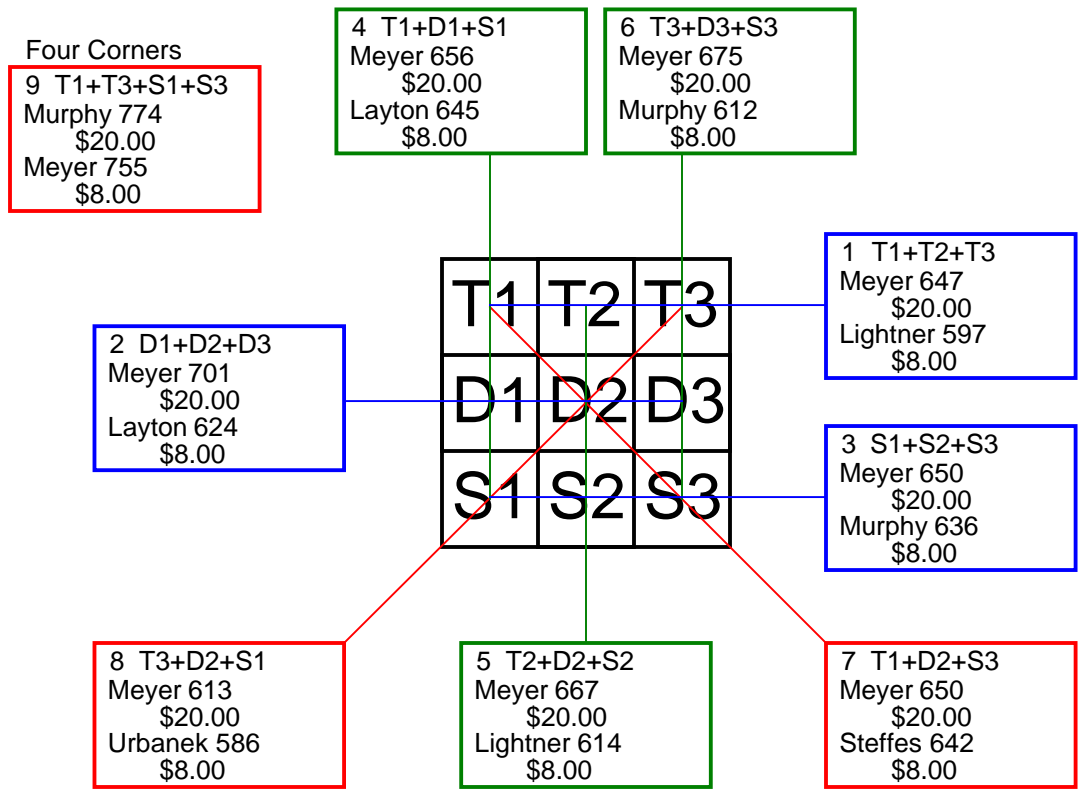 Four Corners
9 T1+T3+S1+S3
Murphy 774
$20.00
Meyer 755
$8.00
4 T1+D1+S1
Meyer 656
$20.00
Layton 645
$8.00
6 T3+D3+S3
Meyer 675
$20.00
Murphy 612
$8.00
1 T1+T2+T3
Meyer 647
$20.00
Lightner 597
$8.00
T1 T2 T3
D1 D2 D3
S1 S2 S3
2 D1+D2+D3
Meyer 701
$20.00
Layton 624
$8.00
3 S1+S2+S3
Meyer 650
$20.00
Murphy 636
$8.00
8 T3+D2+S1
Meyer 613
$20.00
Urbanek 586
$8.00
5 T2+D2+S2
Meyer 667
$20.00
Lightner 614
$8.00
7 T1+D2+S3
Meyer 650
$20.00
Steffes 642
$8.00